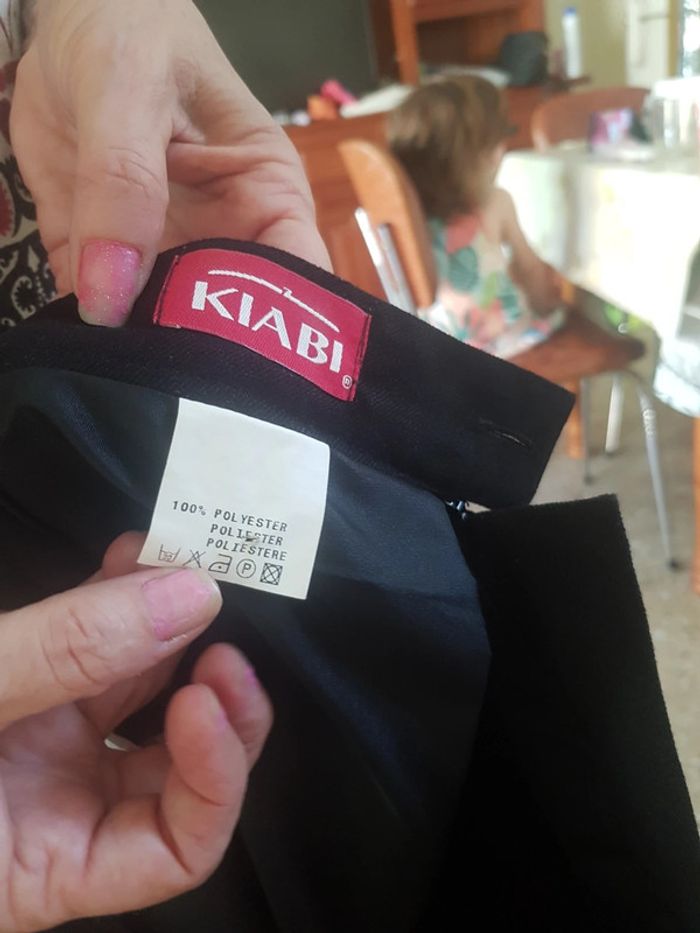 KIABI®
100% POLYESTER
POLIESTER
POLIESTERE
P